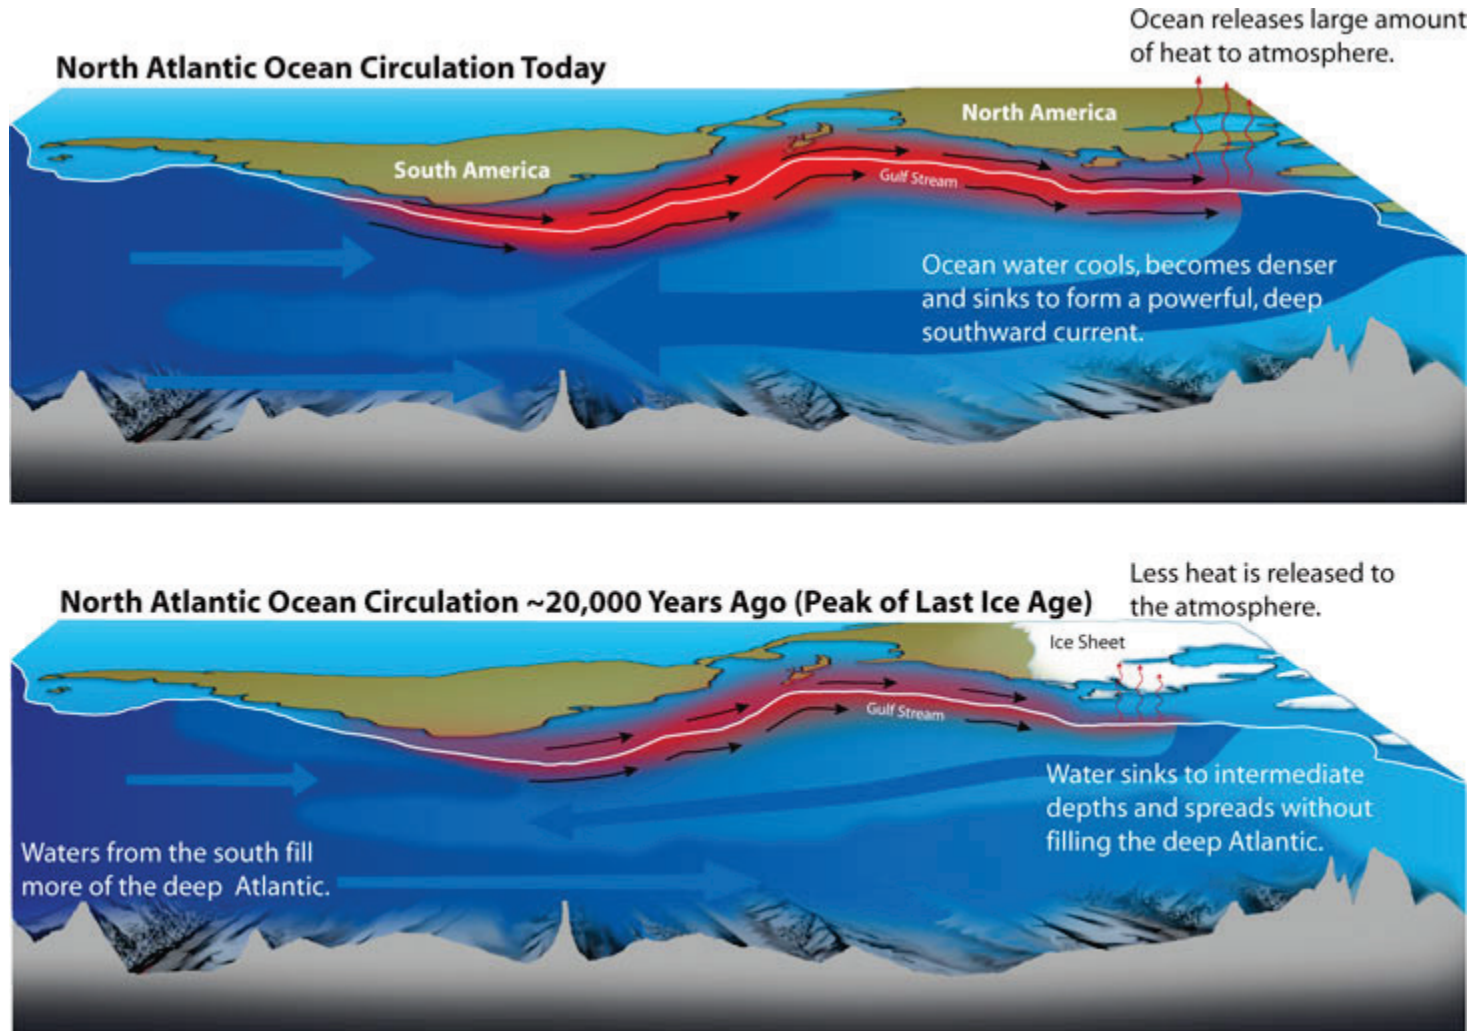 Ocean releases large amount
of heat to atmosphere.
North Atlantic Ocean Circulation Today
North America
South America
Gulf Stream
Ocean water cools, becomes denser
and sinks to form a powerful, deep
southward current.
Less heat is released to
the atmosphere.
North Atlantic Ocean Circulation ~20,000 Years Ago (Peak of Last Ice Age)
Ice Sheet
Gulf Stream
Water sinks to intermediate
depths and spreads without
filling the deep Atlantic.
Waters from the south fill
more of the deep Atlantic.